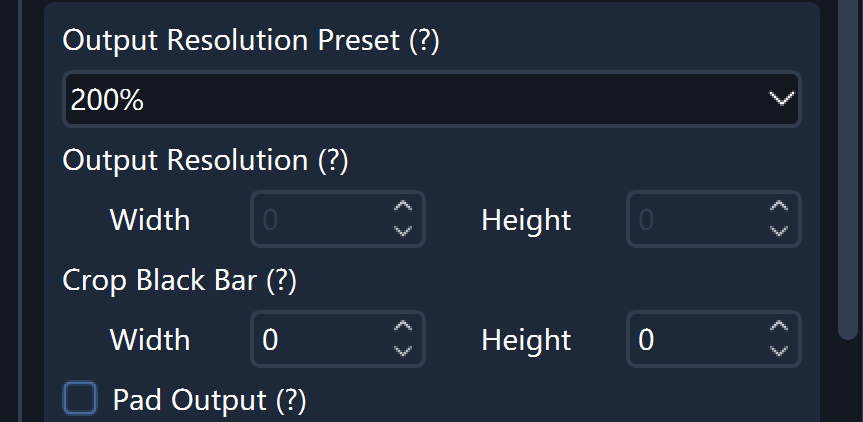 Output Resolution Preset (?)
200%
Output Resolution (?)
Width 0 Height 0
Crop Black Bar (?)
Width 0 Height 0
Pad Output (?)